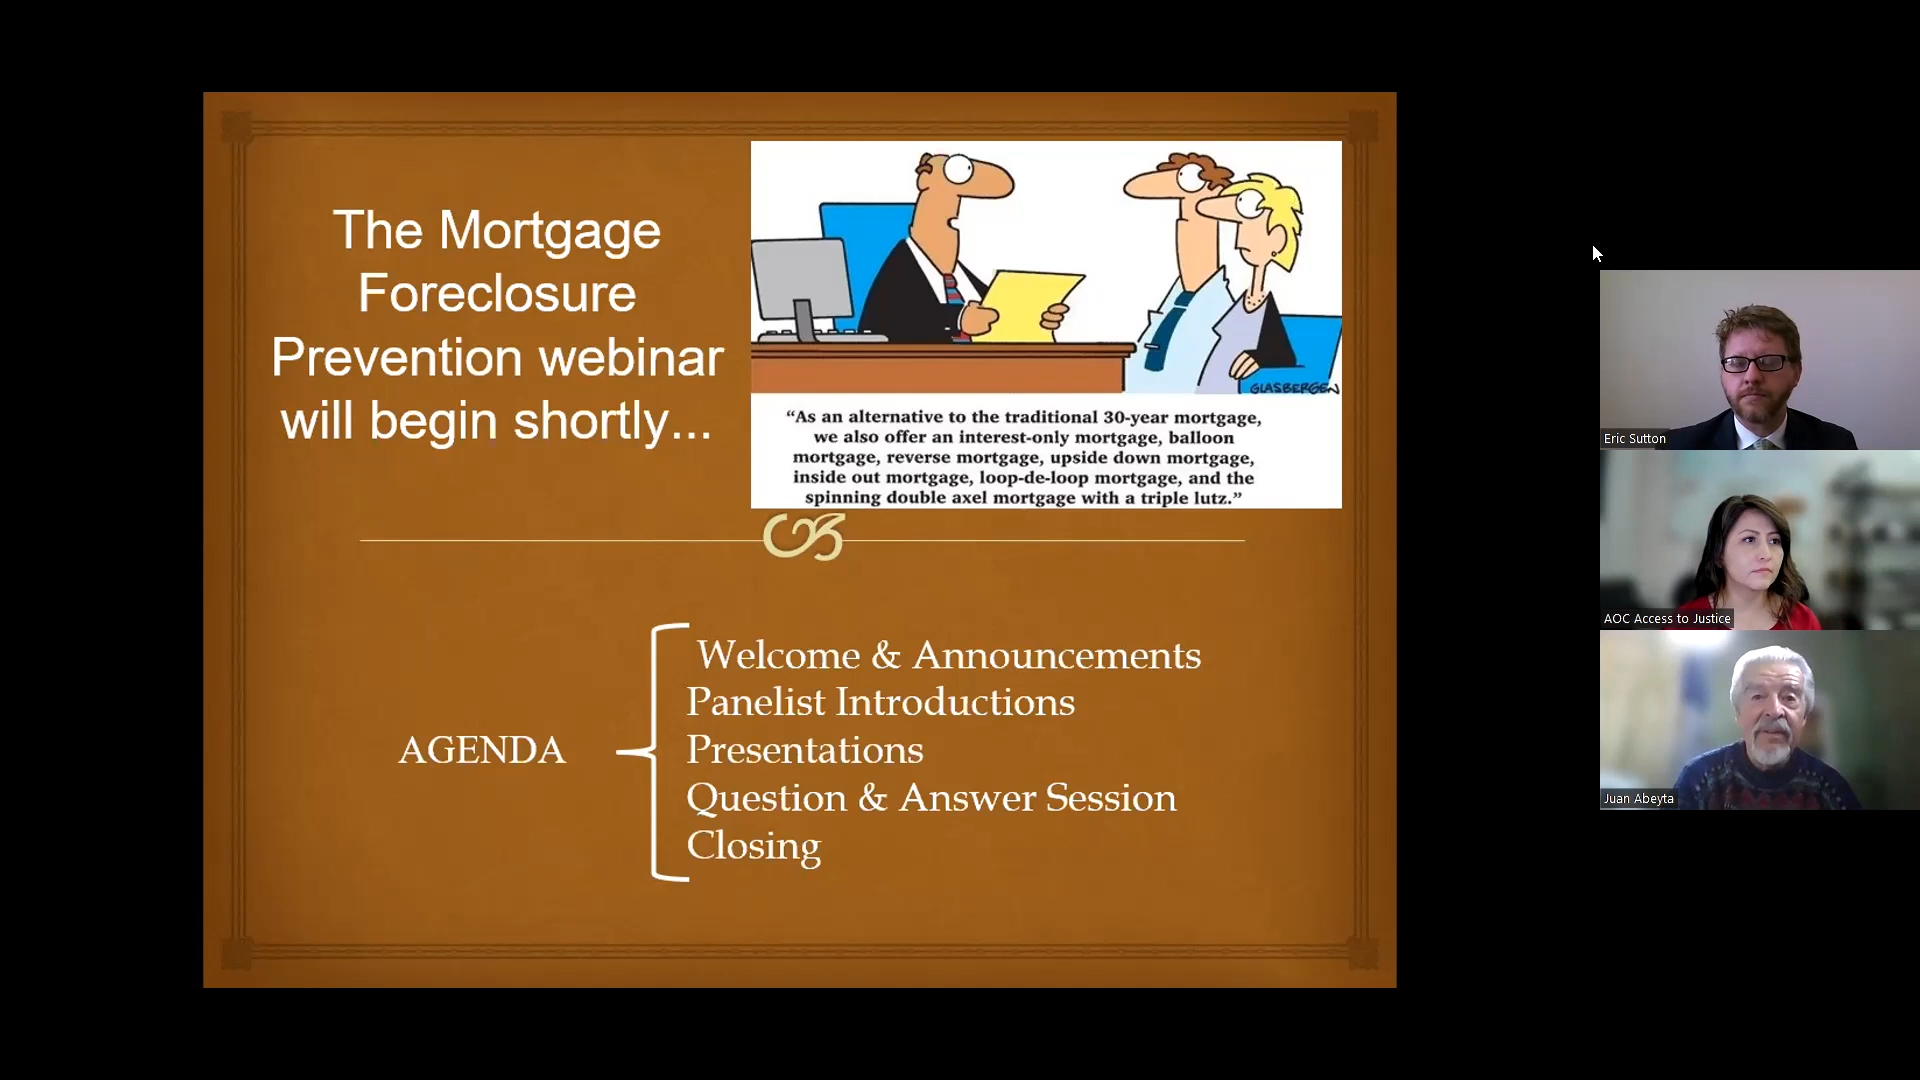 The Mortgage
Foreclosure
Prevention webinar
will begin shortly...
GLASBERGEN
“As an alternative to the traditional 30-year mortgage,
we also offer an interest-only mortgage, balloon
mortgage, reverse mortgage, upside down mortgage,
inside out mortgage, loop-de-loop mortgage, and the
spinning double axel mortgage with a triple lutz.”
AGENDA
Welcome & Announcements
Panelist Introductions
Presentations
Question & Answer Session
Closing
Eric Sutton
AOC Access to Justice
Juan Abeyta